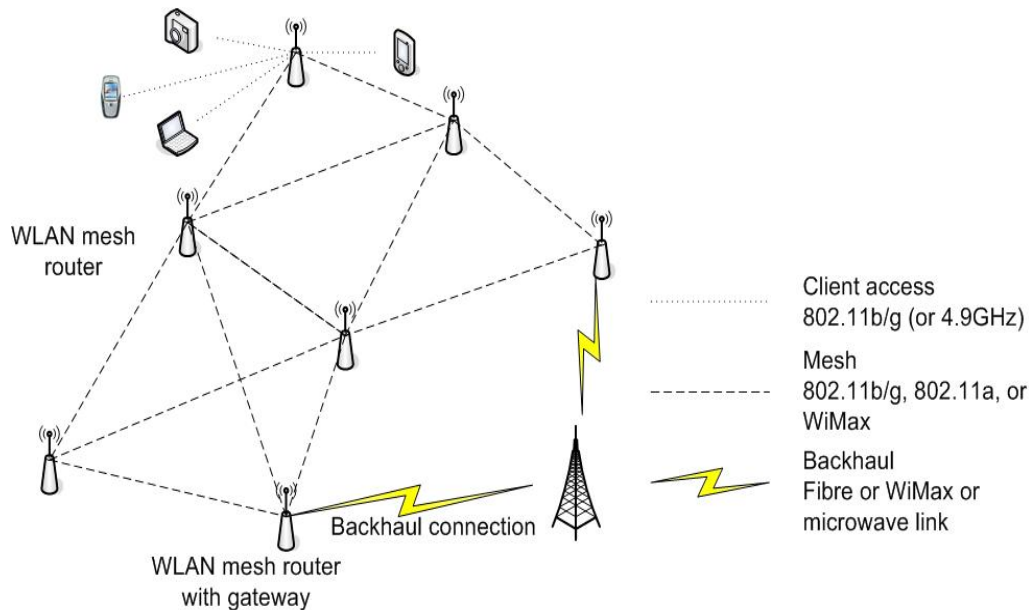 WLAN mesh
router
Client access
802.11b/g (or 4.9GHz)
Mesh
802.11b/g, 802.11a, or
WiMax
Backhaul
Fibre or WiMax or
microwave link
Backhaul connection
WLAN mesh router
with gateway